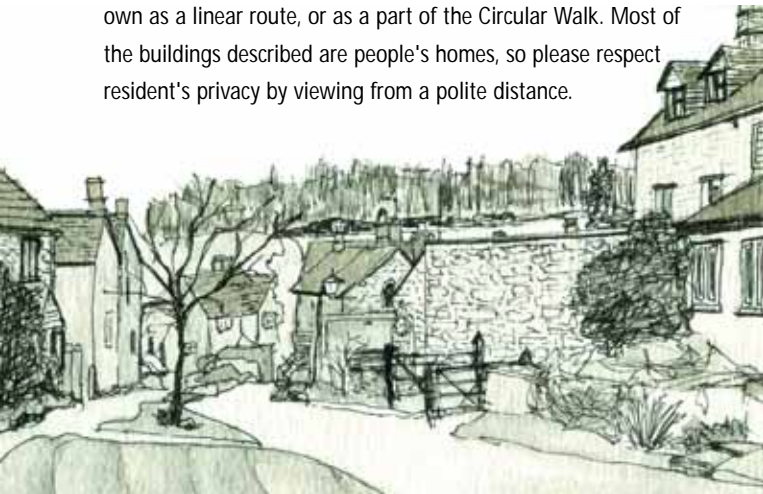 own as a linear route, or as a part of the Circular Walk. Most of
the buildings described are people's homes, so please respect
resident's privacy by viewing from a polite distance.